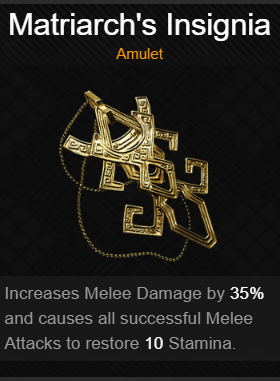 Matriarch's Insignia
Amulet
Increases Melee Damage by 35%
and causes all successful Melee
Attacks to restore 10 Stamina.